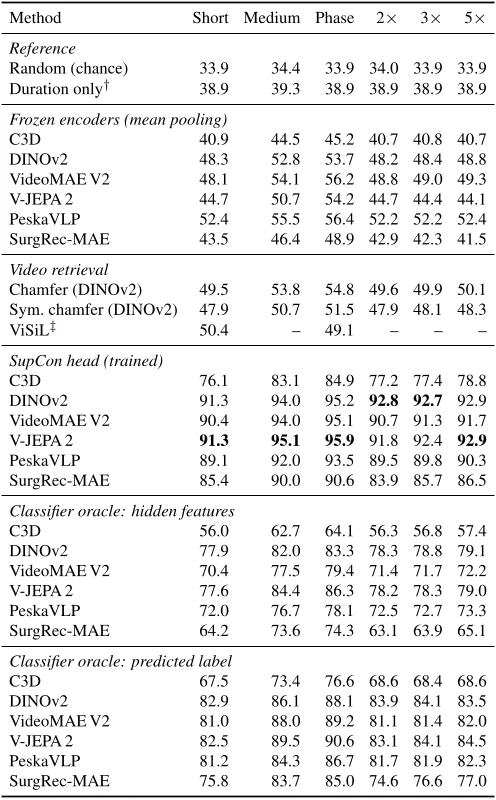 Method Short Medium Phase 2× 3× 5×
Reference
Random (chance) 33.9 34.4 33.9 34.0 33.9 33.9
Duration only† 38.9 39.3 38.9 38.9 38.9 38.9
Frozen encoders (mean pooling)
C3D 40.9 44.5 45.2 40.7 40.8 40.7
DINOv2 48.3 52.8 53.7 48.2 48.4 48.8
VideoMAE V2 48.1 54.1 56.2 48.8 49.0 49.3
V-JEPA 2 44.7 50.7 54.2 44.7 44.4 44.1
PeskaVLP 52.4 55.5 56.4 52.2 52.2 52.4
SurgRec-MAE 43.5 46.4 48.9 42.9 42.3 41.5
Video retrieval
Chamfer (DINOv2) 49.5 53.8 54.8 49.6 49.9 50.1
Sym. chamfer (DINOv2) 47.9 50.7 51.5 47.9 48.1 48.3
ViSiL‡ 50.4 – 49.1 – – –
SupCon head (trained)
C3D 76.1 83.1 84.9 77.2 77.4 78.8
DINOv2 91.3 94.0 95.2 92.8 92.7 92.9
VideoMAE V2 90.4 94.0 95.1 90.7 91.3 91.7
V-JEPA 2 91.3 95.1 95.9 91.8 92.4 92.9
PeskaVLP 89.1 92.0 93.5 89.5 89.8 90.3
SurgRec-MAE 85.4 90.0 90.6 83.9 85.7 86.5
Classifier oracle: hidden features
C3D 56.0 62.7 64.1 56.3 56.8 57.4
DINOv2 77.9 82.0 83.3 78.3 78.8 79.1
VideoMAE V2 70.4 77.5 79.4 71.4 71.7 72.2
V-JEPA 2 77.6 84.4 86.3 78.2 78.3 79.0
PeskaVLP 72.0 76.7 78.1 72.5 72.7 73.3
SurgRec-MAE 64.2 73.6 74.3 63.1 63.9 65.1
Classifier oracle: predicted label
C3D 67.5 73.4 76.6 68.6 68.4 68.6
DINOv2 82.9 86.1 88.1 83.9 84.1 83.5
VideoMAE V2 81.0 88.0 89.2 81.1 81.4 82.0
V-JEPA 2 82.5 89.5 90.6 83.1 84.1 84.5
PeskaVLP 81.2 84.3 86.7 81.7 81.9 82.3
SurgRec-MAE 75.8 83.7 85.0 74.6 76.6 77.0